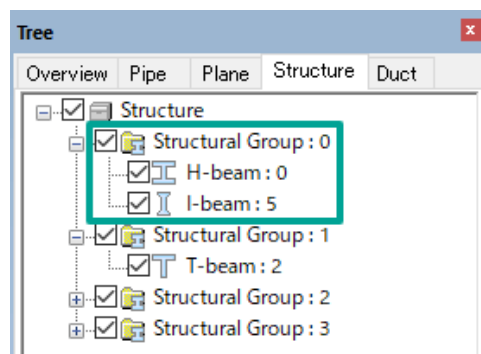 Tree
Overview Pipe Plane Structure Duct
Structure
Structural Group : 0
H-beam : 0
I-beam : 5
Structural Group : 1
T-beam : 2
Structural Group : 2
Structural Group : 3